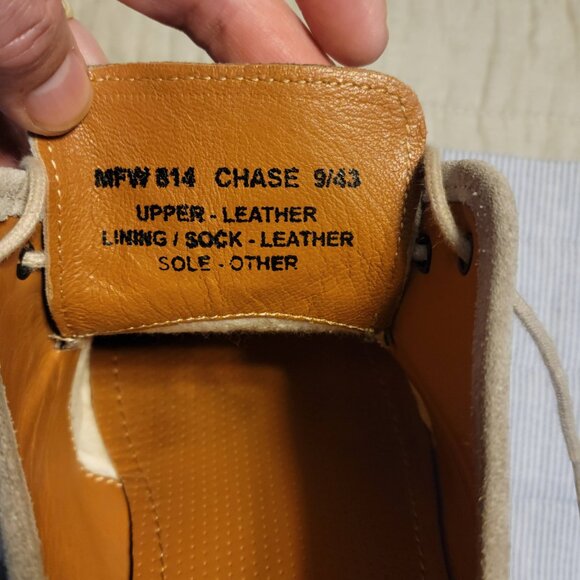 MFW 814 CHASE 9/43
UPPER - LEATHER
LINING / SOCK - LEATHER
SOLE - OTHER